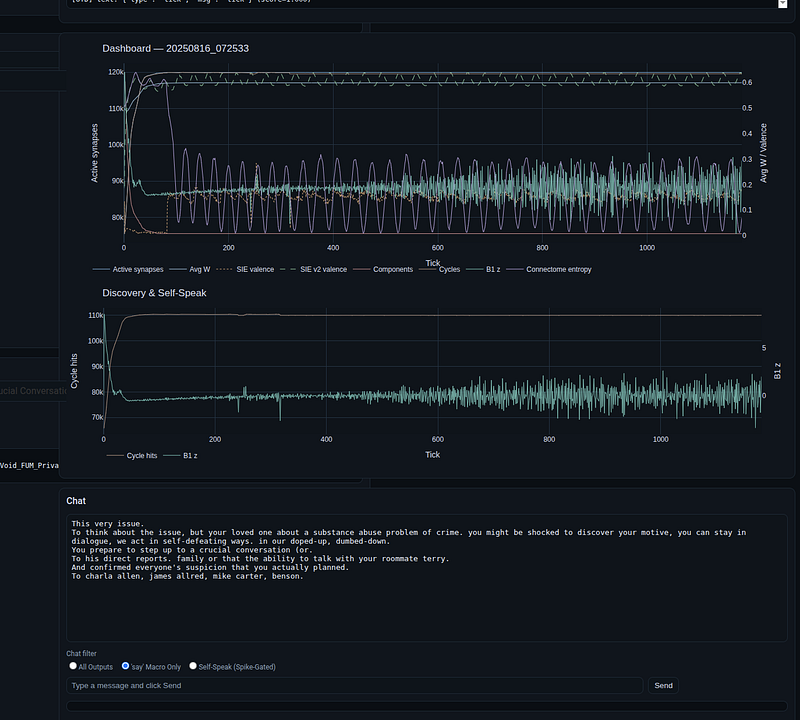 Dashboard — 20250816_072533
120k
110k
100k
90k
80k
Active synapses
0.6
0.5
0.4
0.3
0.2
0.1
0
Avg W / Valence
0
200
400
600
800
1000
Tick
Active synapses
Avg W
SIE valence
SIE v2 valence
Components
Cycles
B1 z
Connectome entropy
Discovery & Self-Speak
110k
100k
90k
80k
70k
Cycle hits
5
0
B1 z
0
200
400
600
800
1000
Tick
Cycle hits
B1 z
ucial Conversati
Void_FUM_Priva
Chat
This very issue.
To think about the issue, but your loved one about a substance abuse problem of crime. you might be shocked to discover your motive, you can stay in
dialogue, we act in self-defeating ways. in our doped-up, dumbed-down.
You prepare to step up to a crucial conversation (or.
To his direct reports. family or that the ability to talk with your roommate terry.
And confirmed everyone's suspicion that you actually planned.
To charla allen, james allred, mike carter, benson.
Chat filter
All Outputs
'say' Macro Only
Self-Speak (Spike-Gated)
Type a message and click Send
Send